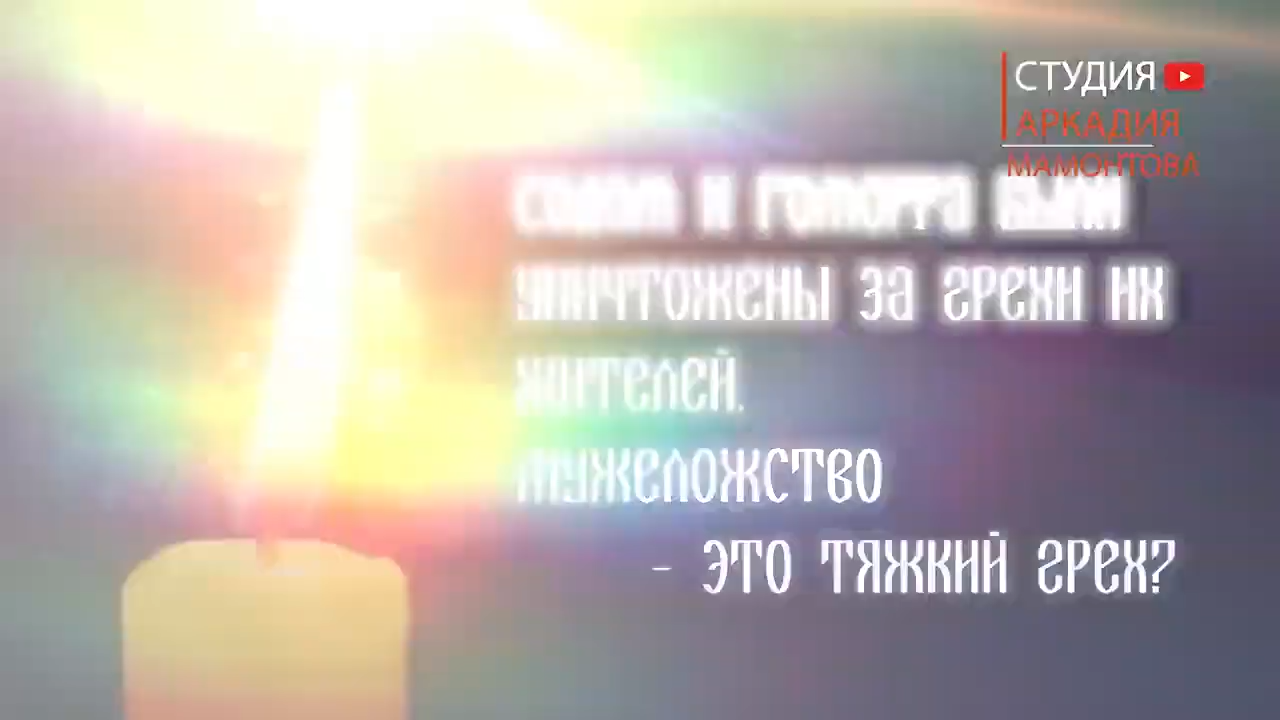 СТУДИЯ
АРКАДИЯ
МАМОНТОВА
СОДОМ И ГОМОРРА БЫЛИ
УНИЧТОЖЕНЫ ЗА ГРЕХИ ИХ
ЖИТЕЛЕЙ.
МУЖЕЛОЖСТВО
- ЭТО ТЯЖКИЙ ГРЕХ?